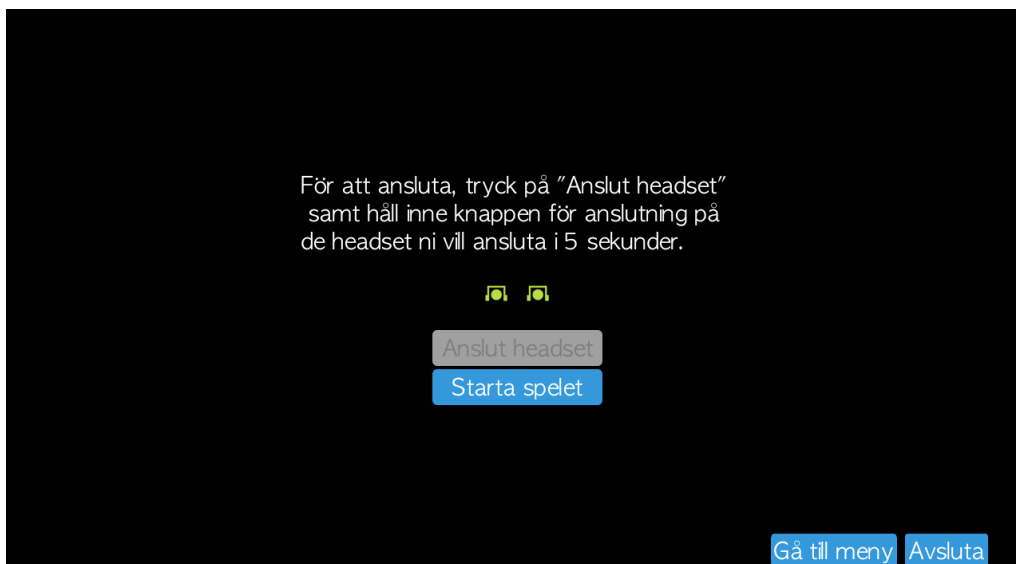 För att ansluta, tryck på "Anslut headset"
samt håll inne knappen för anslutning på
de headset ni vill ansluta i 5 sekunder.
Anslut headset
Starta spelet
Gå till meny Avsluta